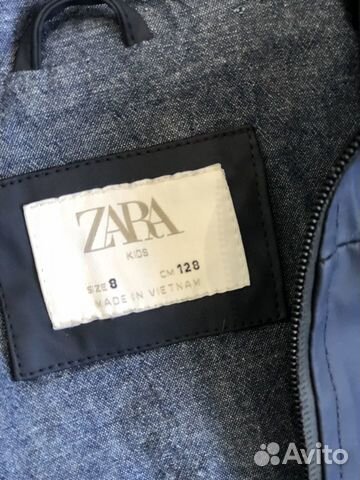 ZARA
KIDS
SIZE 8 CM 128
MADE IN VIETNAM
Avito